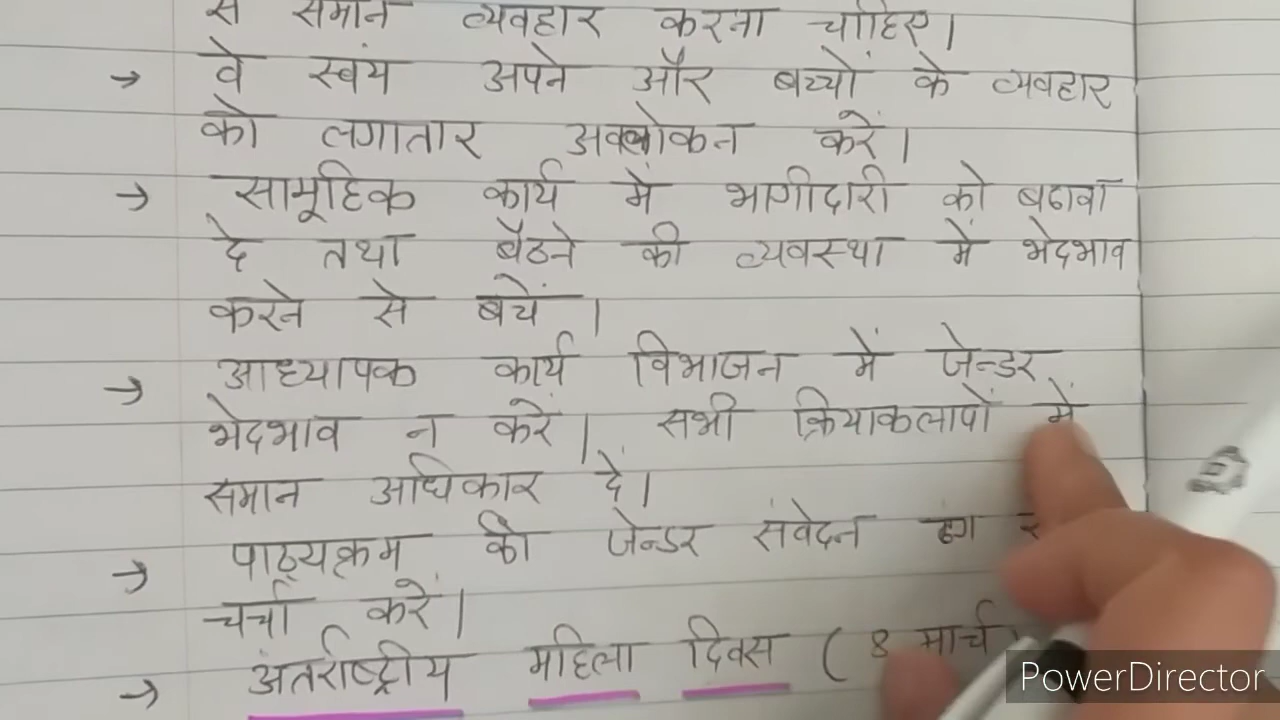 से समान व्यवहार करना चाहिए।
→ वे स्वयं अपने और बच्चों के व्यवहार
को लगातार अवलोकन करें।
→ सामूहिक कार्य में भागीदारी को बढावा
दे तथा बैठने की व्यवस्था में भेदभाव
करने से बचें।
→ अध्यापक कार्य विभाजन में जेन्डर
भेदभाव न करें। सभी क्रियाकलापों में
समान अधिकार दें।
→ पाठ्यक्रम की जेन्डर संवेदन ढंग
चर्चा करें।
→ अंतर्राष्ट्रीय महिला दिवस (8 मार्च)
PowerDirector